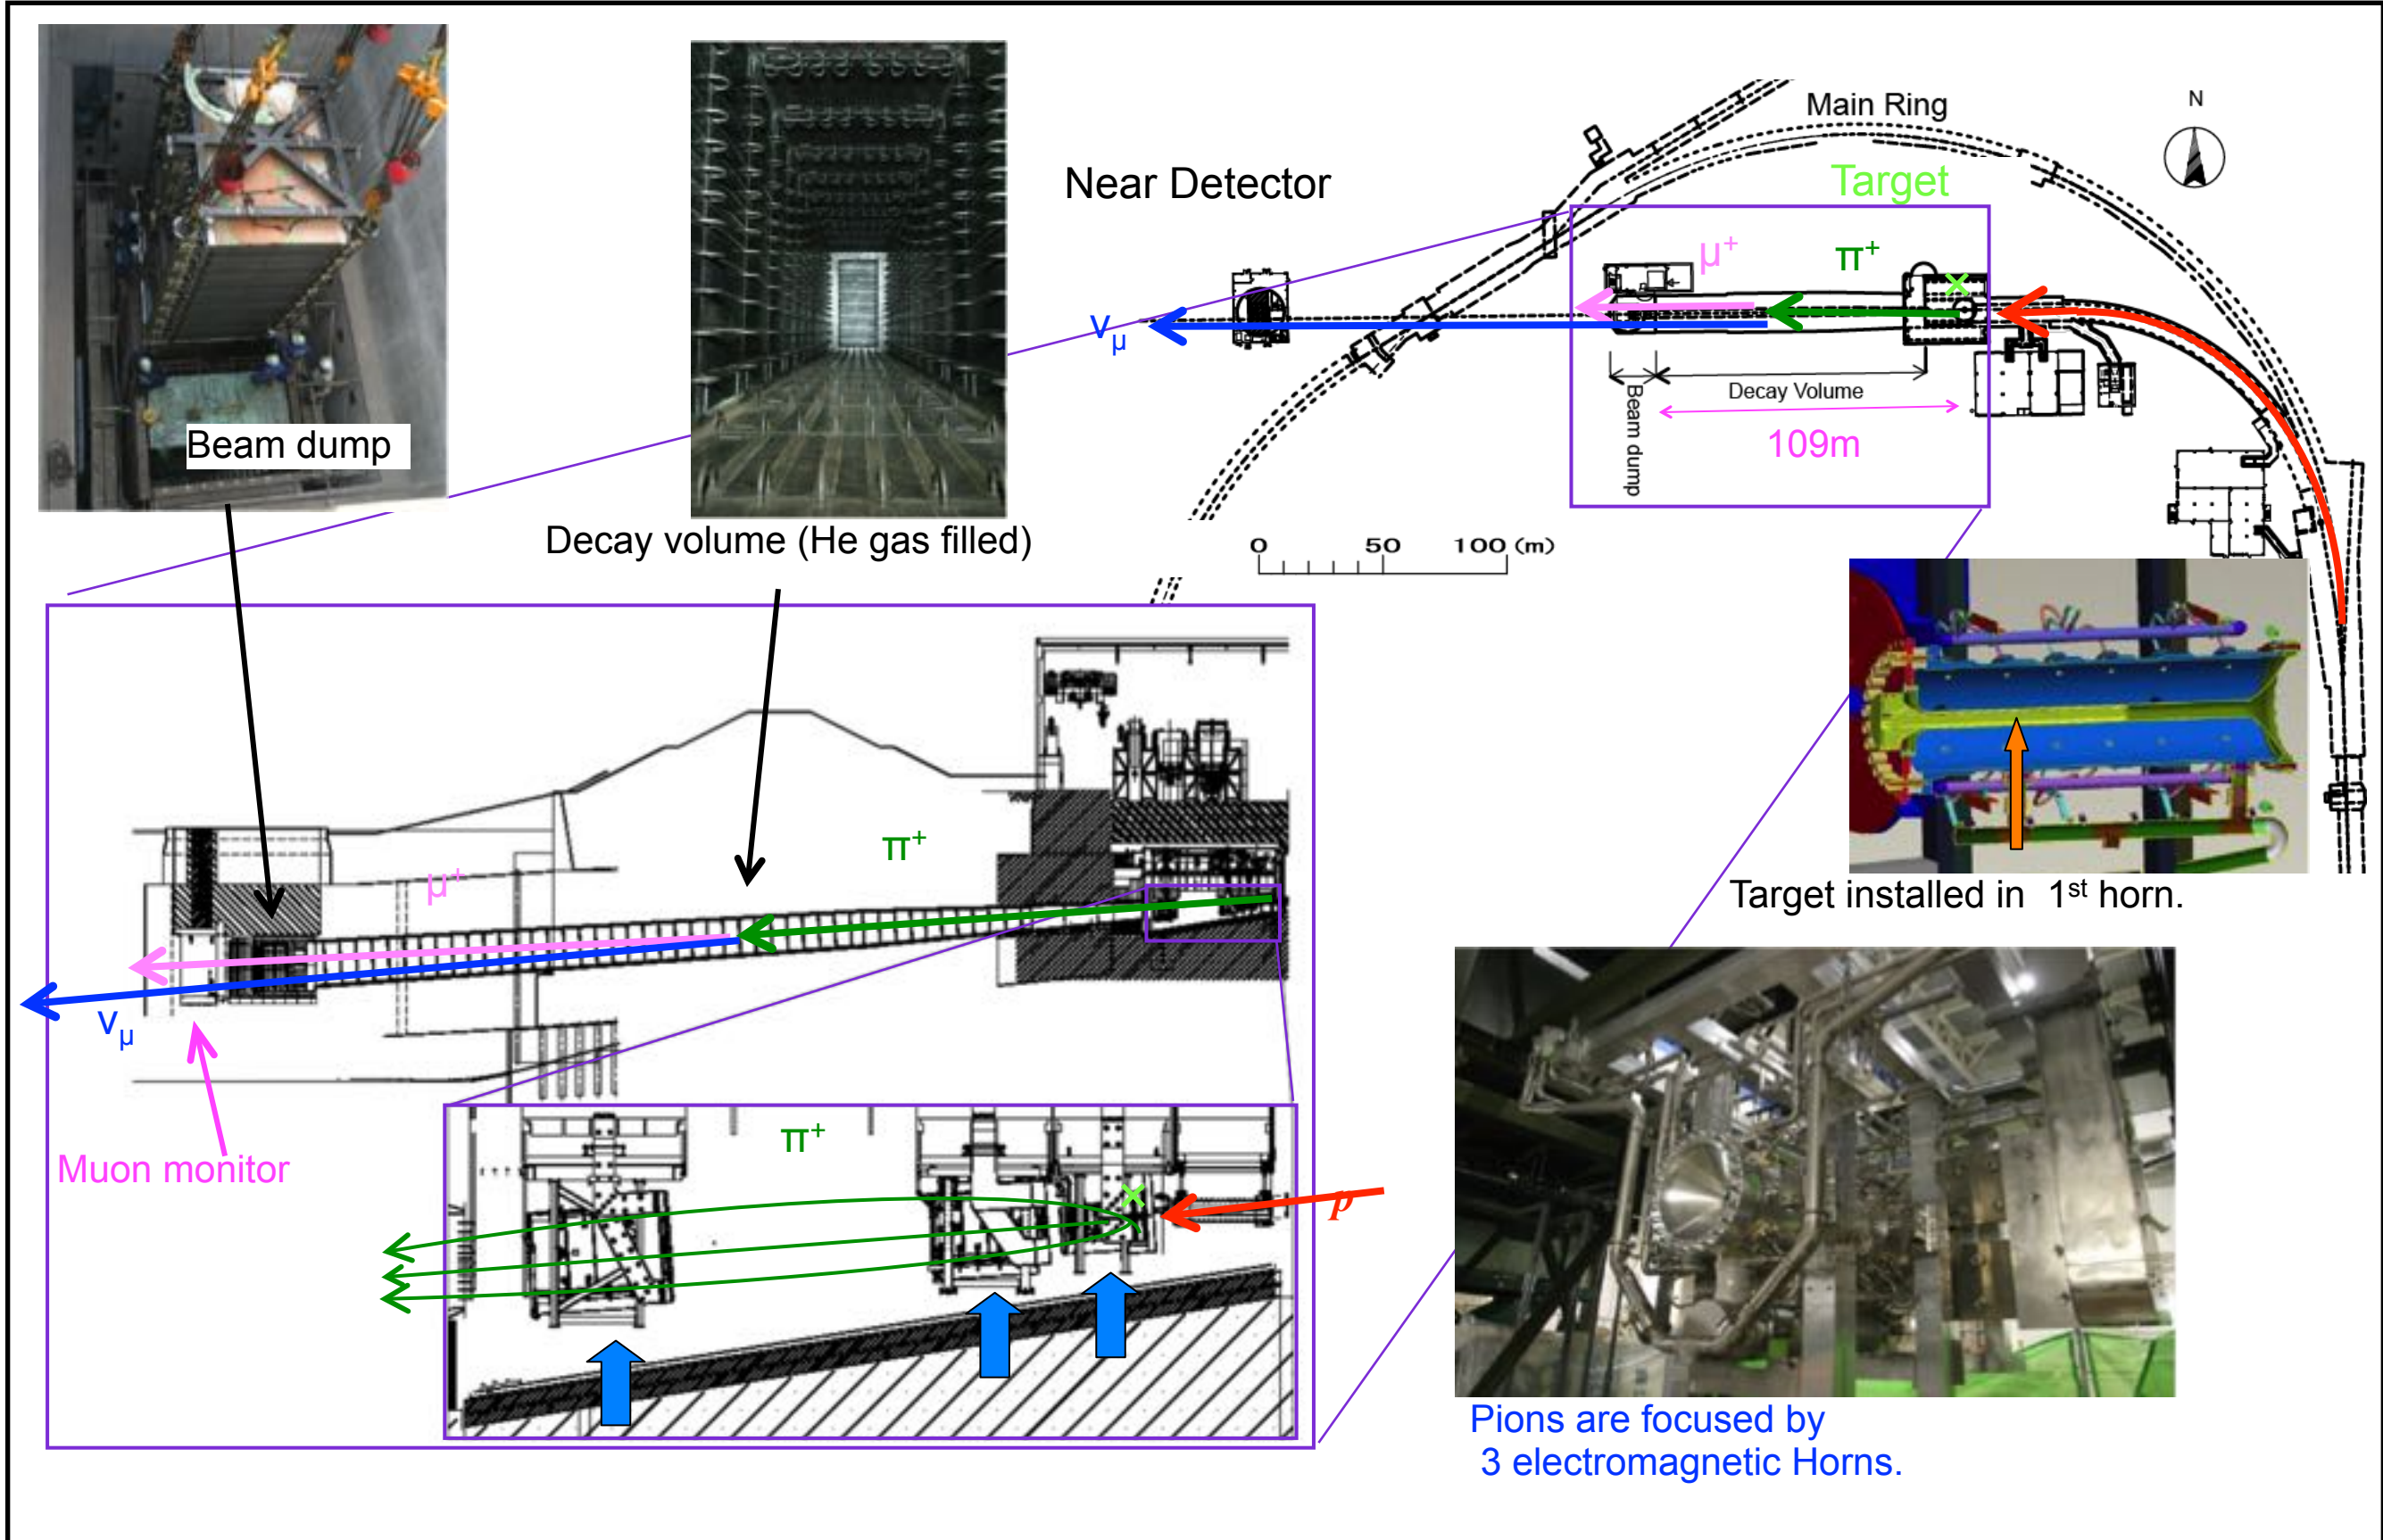 Main Ring
N
Near Detector
Target
μ⁺
π⁺
νμ
Beam dump
Decay Volume
109m
Beam dump
Decay volume (He gas filled)
0 50 100 (m)
π⁺
μ⁺
Target installed in 1st horn.
νμ
π⁺
p
Muon monitor
Pions are focused by
3 electromagnetic Horns.